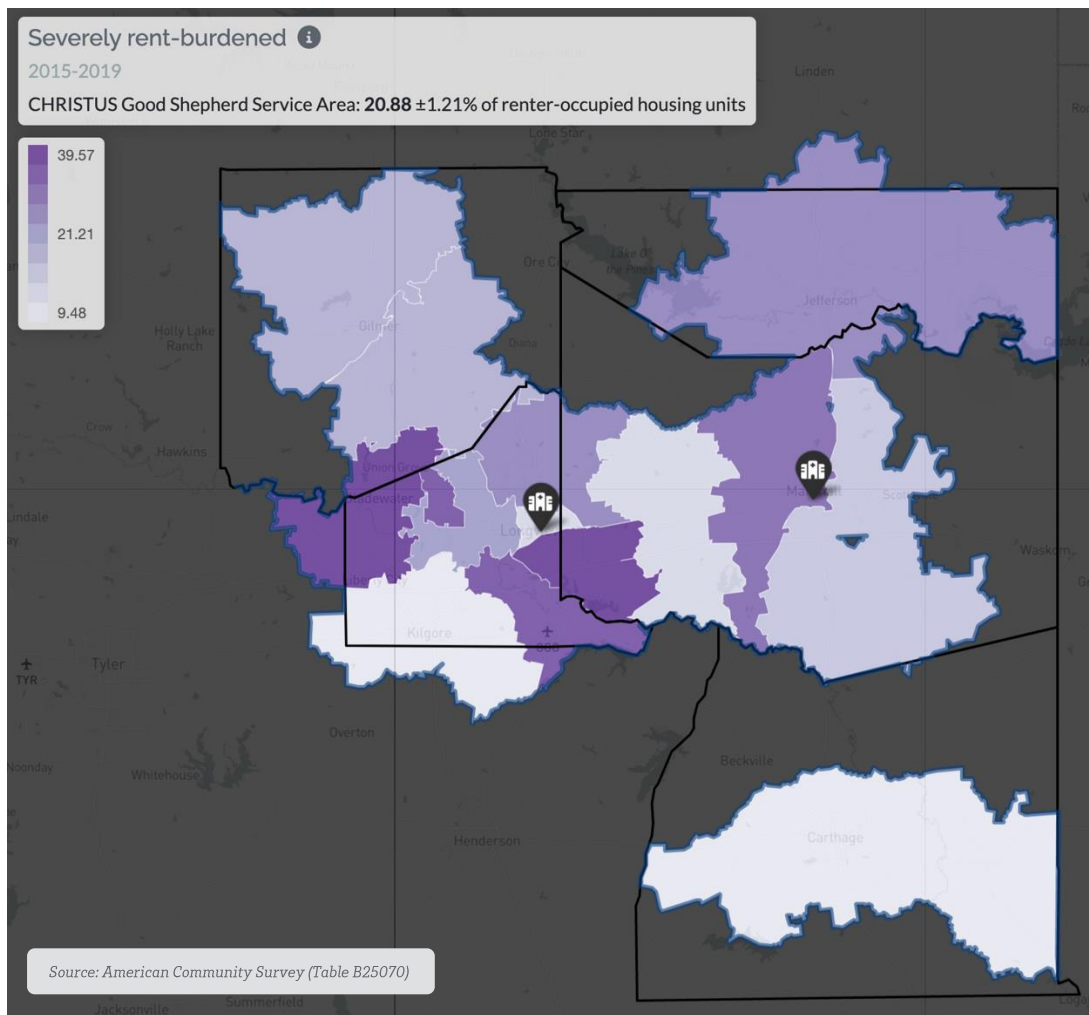 Severely rent-burdened
2015-2019
CHRISTUS Good Shepherd Service Area: 20.88 ±1.21% of renter-occupied housing units
Linden
Lone Star
39.57
21.21
9.48
Ore City
Lake O'
the Pines
Jefferson
Holly Lake
Ranch
Gilmer
Diana
Crow
Hawkins
Union Gro
Gladewater
Lindale
Longview
Marshall
Waskom
Liberty City
Kilgore
GGG
Tyler
TYR
Overton
Noonday
Whitehouse
Beckville
Henderson
Carthage
Source: American Community Survey (Table B25070)
Summerfield
Jacksonville